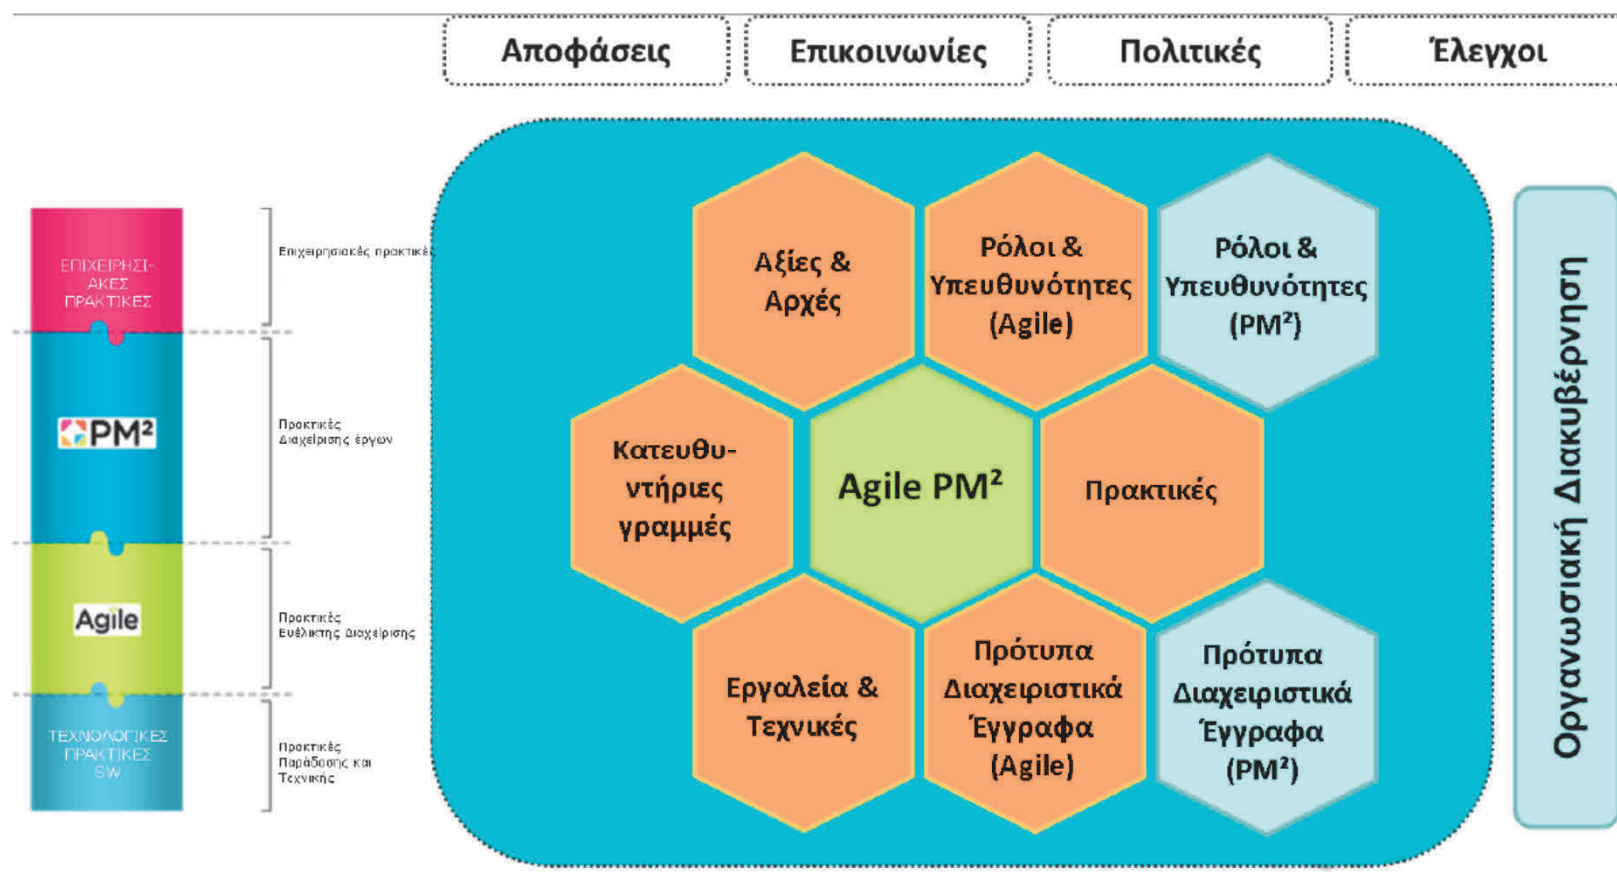 Αποφάσεις
Επικοινωνίες
Πολιτικές
Έλεγχοι
ΕΠΙΧΕΙΡΗΣΙ-
ΑΚΕΣ
ΠΡΑΚΤΙΚΕΣ
PM²
Agile
ΤΕΧΝΟΛΟΓΙΚΕΣ
ΠΡΑΚΤΙΚΕΣ
SW
Επιχειρησιακές πρακτικές
Πρακτικές
Διαχείρισης έργων
Πρακτικές
Ευέλικτης Διαχείρισης
Πρακτικές
Παράδοσης και
Τεχνικής
Αξίες &
Αρχές
Ρόλοι &
Υπευθυνότητες
(Agile)
Ρόλοι &
Υπευθυνότητες
(PM²)
Κατευθυ-
ντήριες
γραμμές
Agile PM²
Πρακτικές
Εργαλεία &
Τεχνικές
Πρότυπα
Διαχειριστικά
Έγγραφα
(Agile)
Πρότυπα
Διαχειριστικά
Έγγραφα
(PM²)
Οργανωσιακή Διακυβέρνηση